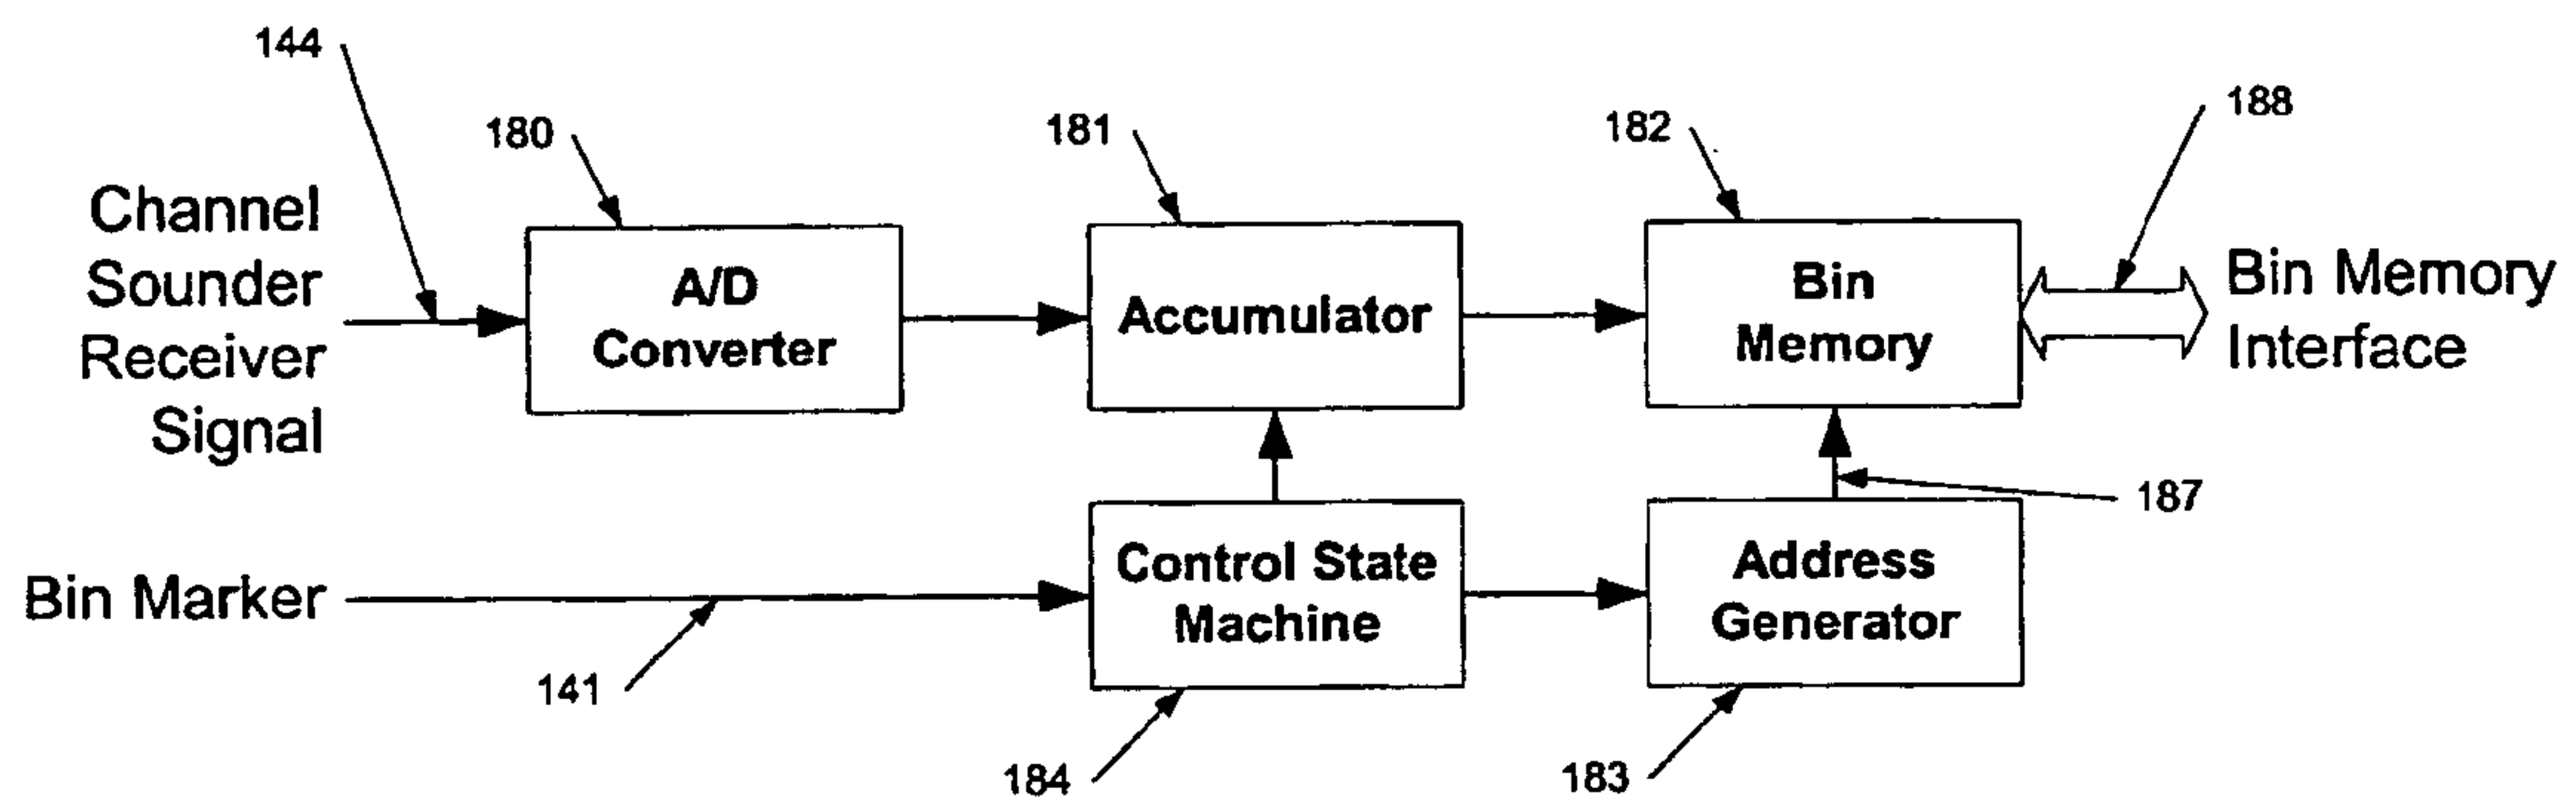 144
180
181
182
188
Channel
Sounder
Receiver
Signal
A/D
Converter
Accumulator
Bin
Memory
Bin Memory
Interface
187
Bin Marker
141
Control State
Machine
Address
Generator
184
183